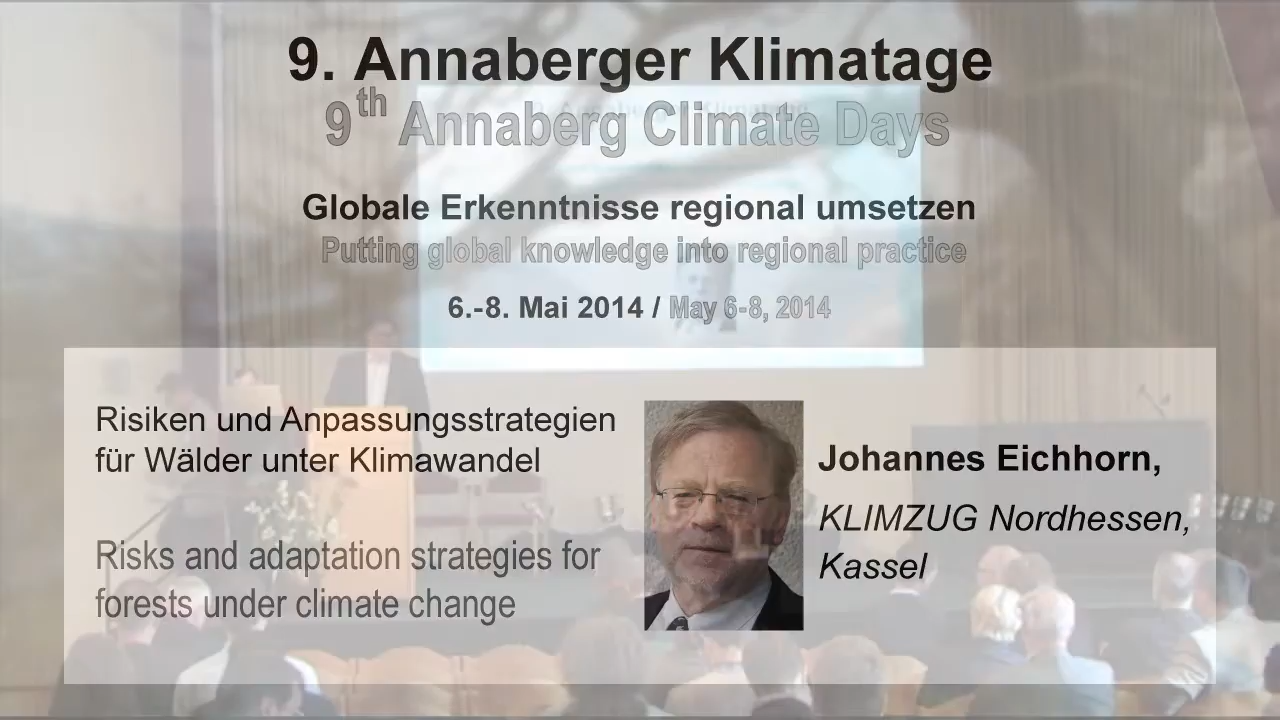 9. Annaberger Klimatage
9th Annaberg Climate Days
Globale Erkenntnisse regional umsetzen
Putting global knowledge into regional practice
6.-8. Mai 2014 / May 6-8, 2014
Risiken und Anpassungsstrategien
für Wälder unter Klimawandel
Risks and adaptation strategies for
forests under climate change
Johannes Eichhorn,
KLIMZUG Nordhessen,
Kassel